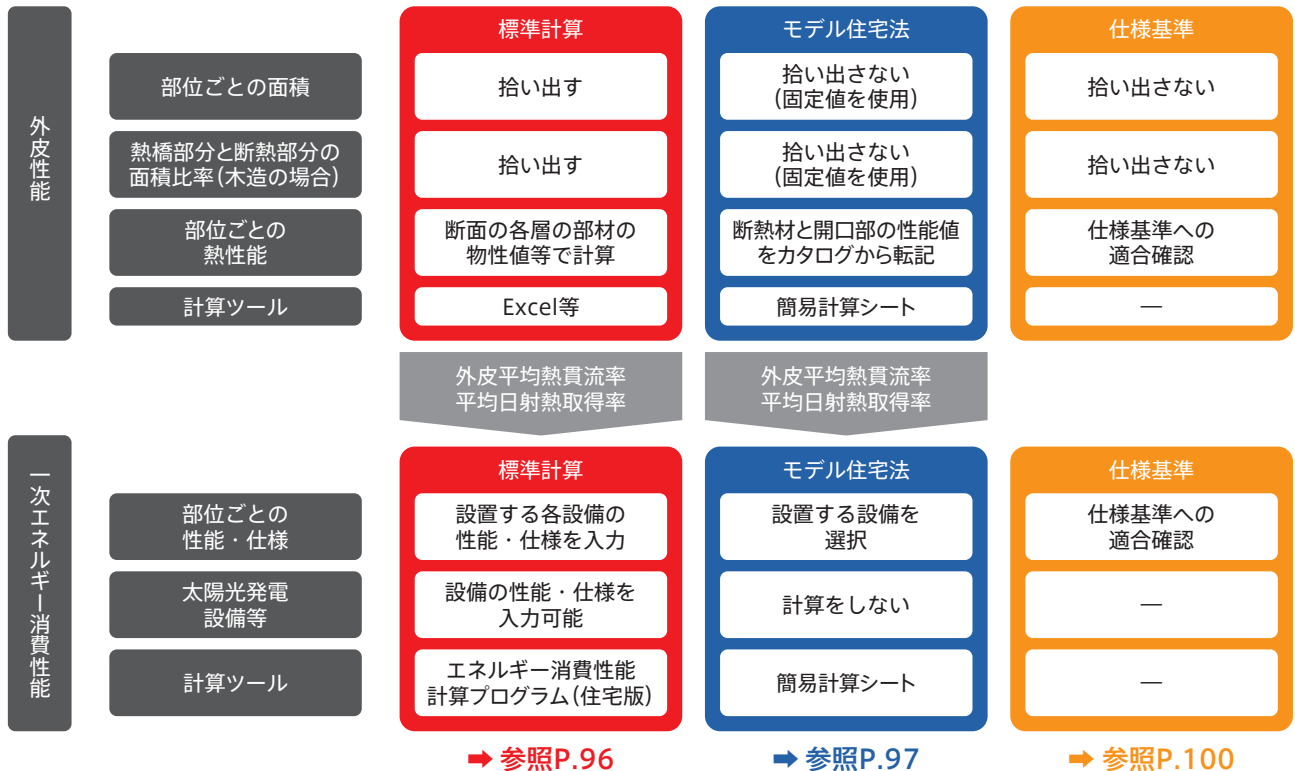 外皮性能
標準計算
モデル住宅法
仕様基準
部位ごとの面積
拾い出す
拾い出さない
(固定値を使用)
拾い出さない
熱橋部分と断熱部分の
面積比率(木造の場合)
拾い出す
拾い出さない
(固定値を使用)
拾い出さない
部位ごとの
熱性能
断面の各層の部材の
物性値等で計算
断熱材と開口部の性能値
をカタログから転記
仕様基準への
適合確認
計算ツール
Excel等
簡易計算シート
—
外皮平均熱貫流率
平均日射熱取得率
外皮平均熱貫流率
平均日射熱取得率
一次エネルギー消費性能
標準計算
モデル住宅法
仕様基準
部位ごとの
性能・仕様
設置する各設備の
性能・仕様を入力
設置する設備を
選択
仕様基準への
適合確認
太陽光発電
設備等
設備の性能・仕様を
入力可能
計算をしない
—
計算ツール
エネルギー消費性能
計算プログラム(住宅版)
簡易計算シート
—
➡ 参照P.96
➡ 参照P.97
➡ 参照P.100